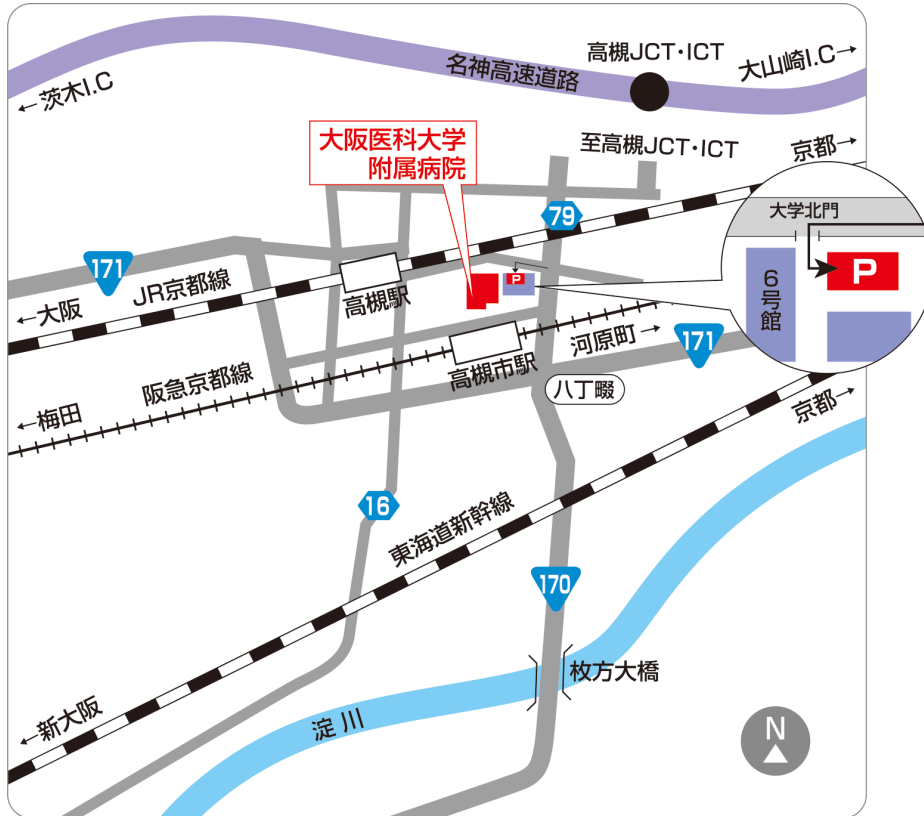 高槻JCT・ICT
大山崎I.C→
名神高速道路
←茨木I.C
大阪医科大学
附属病院
至高槻JCT・ICT
京都→
79
大学北門
171
P
P
6号館
JR京都線
高槻駅
←大阪
河原町→
171
高槻市駅
阪急京都線
八丁畷
←梅田
京都→
16
東海道新幹線
170
枚方大橋
←新大阪
淀川
N